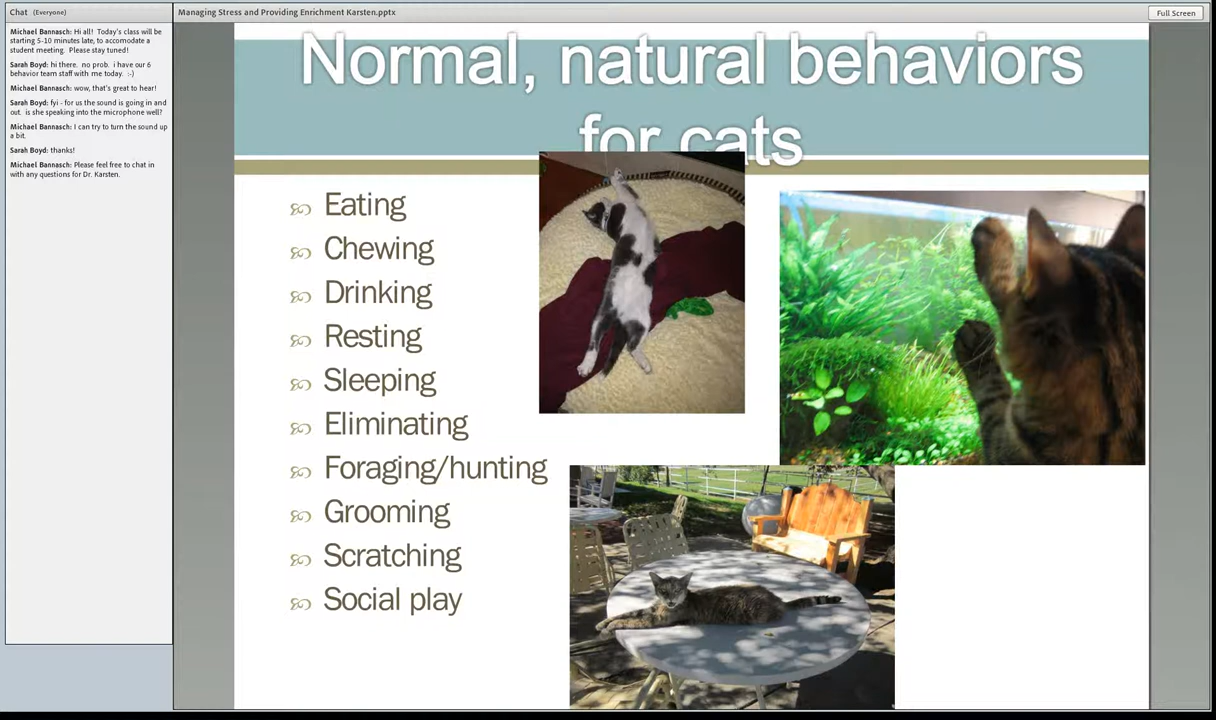 Chat (Everyone)
Michael Bannasch: Hi all! Today's class will be
starting 5-10 minutes late, to accomodate a
student meeting. Please stay tuned!
Sarah Boyd: hi there. no prob. i have our 6
behavior team staff with me today. :-)
Michael Bannasch: wow, that's great to hear!
Sarah Boyd: fyi - for us the sound is going in and
out. is she speaking into the microphone well?
Michael Bannasch: I can try to turn the sound up
a bit.
Sarah Boyd: thanks!
Michael Bannasch: Please feel free to chat in
with any questions for Dr. Karsten.
Managing Stress and Providing Enrichment Karsten.pptx
Full Screen
Normal, natural behaviors
for cats
Eating
Chewing
Drinking
Resting
Sleeping
Eliminating
Foraging/hunting
Grooming
Scratching
Social play